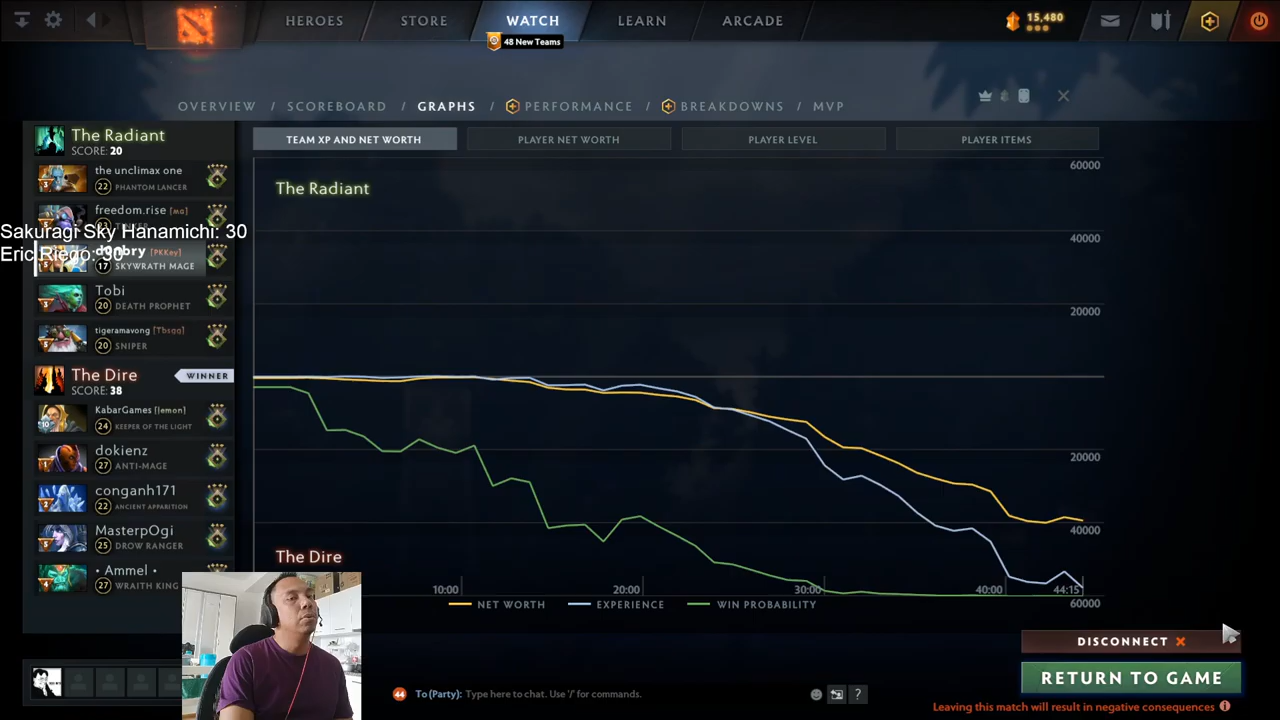 HEROES STORE WATCH LEARN ARCADE 15,480
48 New Teams
OVERVIEW / SCOREBOARD / GRAPHS / PERFORMANCE / BREAKDOWNS / MVP
TEAM XP AND NET WORTH PLAYER NET WORTH PLAYER LEVEL PLAYER ITEMS
The Radiant
SCORE: 20
the unclimax one
22 PHANTOM LANCER
freedom.rise [ma]
Sakuragi Sky Hanamichi: 30
Eric Riego: 30
[PKKay]
17 SKYWRATH MAGE
Tobi
20 DEATH PROPHET
tigeramavong [Tbsgg]
20 SNIPER
The Dire WINNER
SCORE: 38
KabarGames [lemon]
24 KEEPER OF THE LIGHT
dokienz
27 ANTI-MAGE
conganh171
22 ANCIENT APPARITION
MasterpOgi
25 DROW RANGER
• Ammel •
27 WRAITH KING
The Radiant
60000
40000
20000
20000
40000
60000
The Dire
10:00 20:00 30:00 40:00 44:15
NET WORTH EXPERIENCE WIN PROBABILITY
DISCONNECT
RETURN TO GAME
44 To (Party): Type here to chat. Use '/' for commands. ?
Leaving this match will result in negative consequences